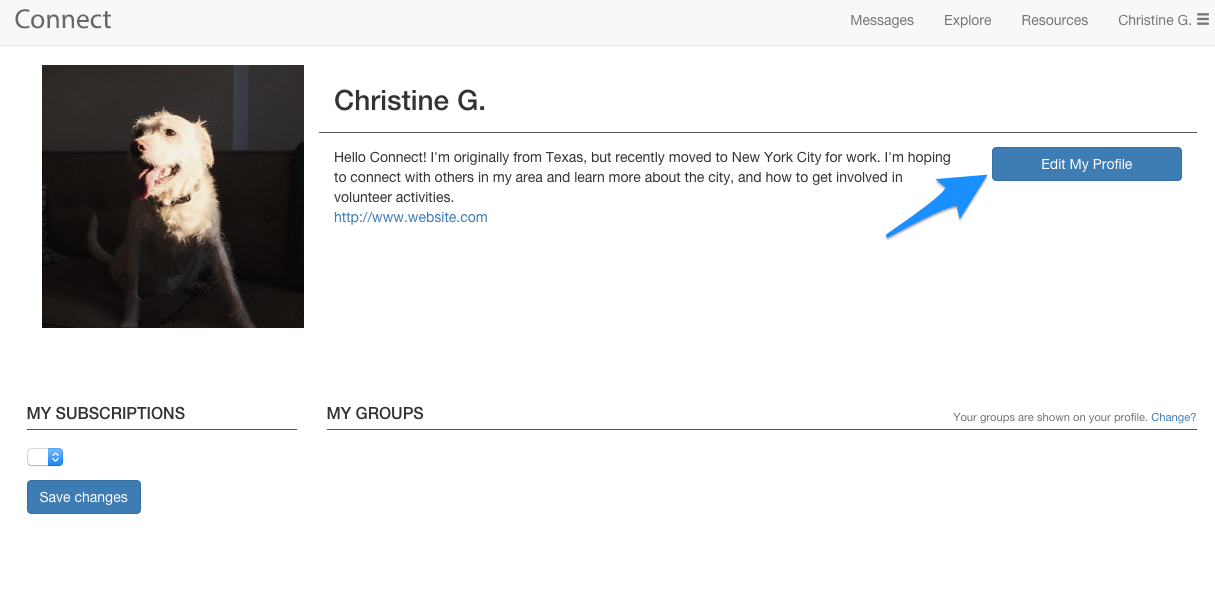 Connect
Messages
Explore
Resources
Christine G.
Christine G.
Hello Connect! I'm originally from Texas, but recently moved to New York City for work. I'm hoping
to connect with others in my area and learn more about the city, and how to get involved in
volunteer activities.
http://www.website.com
Edit My Profile
MY SUBSCRIPTIONS
Save changes
MY GROUPS
Your groups are shown on your profile. Change?